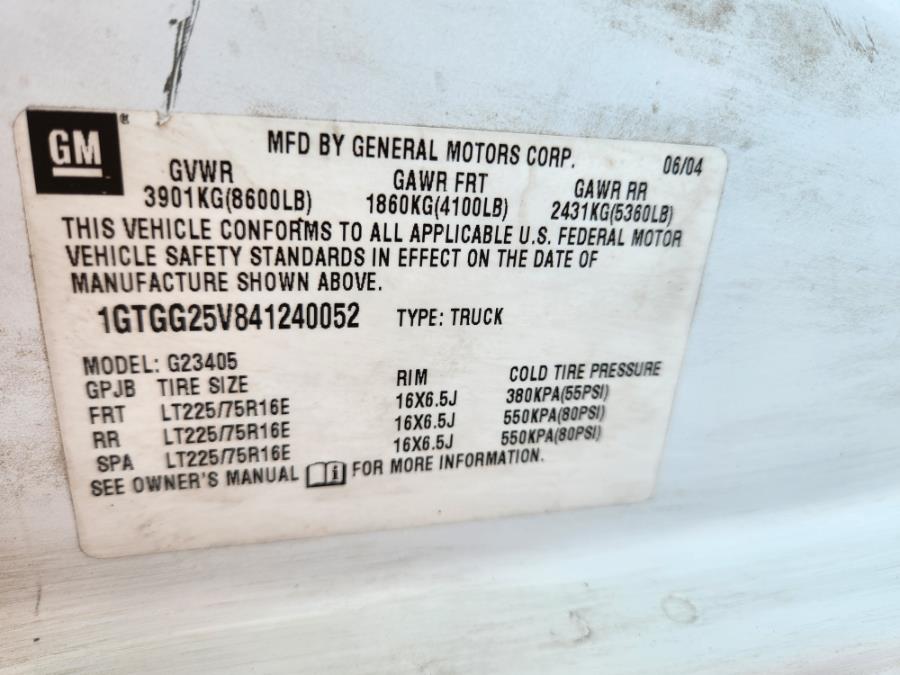 GM ®
MFD BY GENERAL MOTORS CORP. 06/04
GVWR GAWR FRT GAWR RR
3901KG(8600LB) 1860KG(4100LB) 2431KG(5360LB)
THIS VEHICLE CONFORMS TO ALL APPLICABLE U.S. FEDERAL MOTOR
VEHICLE SAFETY STANDARDS IN EFFECT ON THE DATE OF
MANUFACTURE SHOWN ABOVE.
1GTGG25V841240052 TYPE: TRUCK
MODEL: G23405
GPJB TIRE SIZE RIM COLD TIRE PRESSURE
FRT LT225/75R16E 16X6.5J 380KPA(55PSI)
RR LT225/75R16E 16X6.5J 550KPA(80PSI)
SPA LT225/75R16E 16X6.5J 550KPA(80PSI)
SEE OWNER'S MANUAL i FOR MORE INFORMATION.